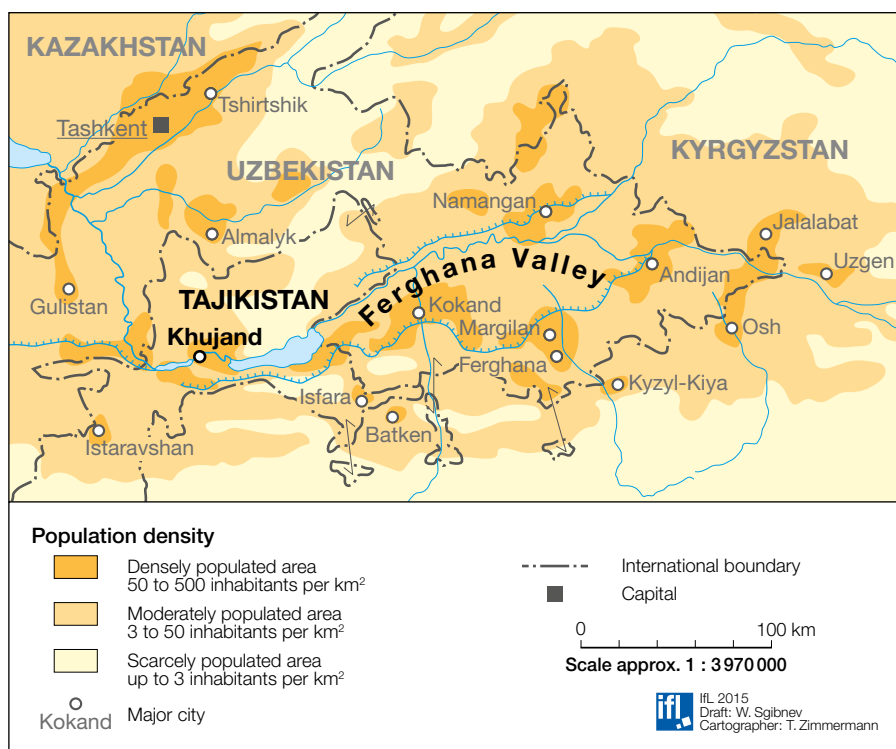 KAZAKHSTAN
Tshirtshik
Tashkent
UZBEKISTAN
KYRGYZSTAN
Namangan
Jalalabat
Almalyk
Uzgen
Andijan
Ferghana Valley
Gulistan
TAJIKISTAN
Kokand
Khujand
Margilan
Osh
Ferghana
Kyzyl-Kiya
Isfara
Batken
Istaravshan
Population density
Densely populated area
50 to 500 inhabitants per km²
Moderately populated area
3 to 50 inhabitants per km²
Scarcely populated area
up to 3 inhabitants per km²
Kokand
Major city
International boundary
Capital
0 100 km
Scale approx. 1 : 3 970 000
ifl
IfL 2015
Draft: W. Sgibnev
Cartographer: T. Zimmermann